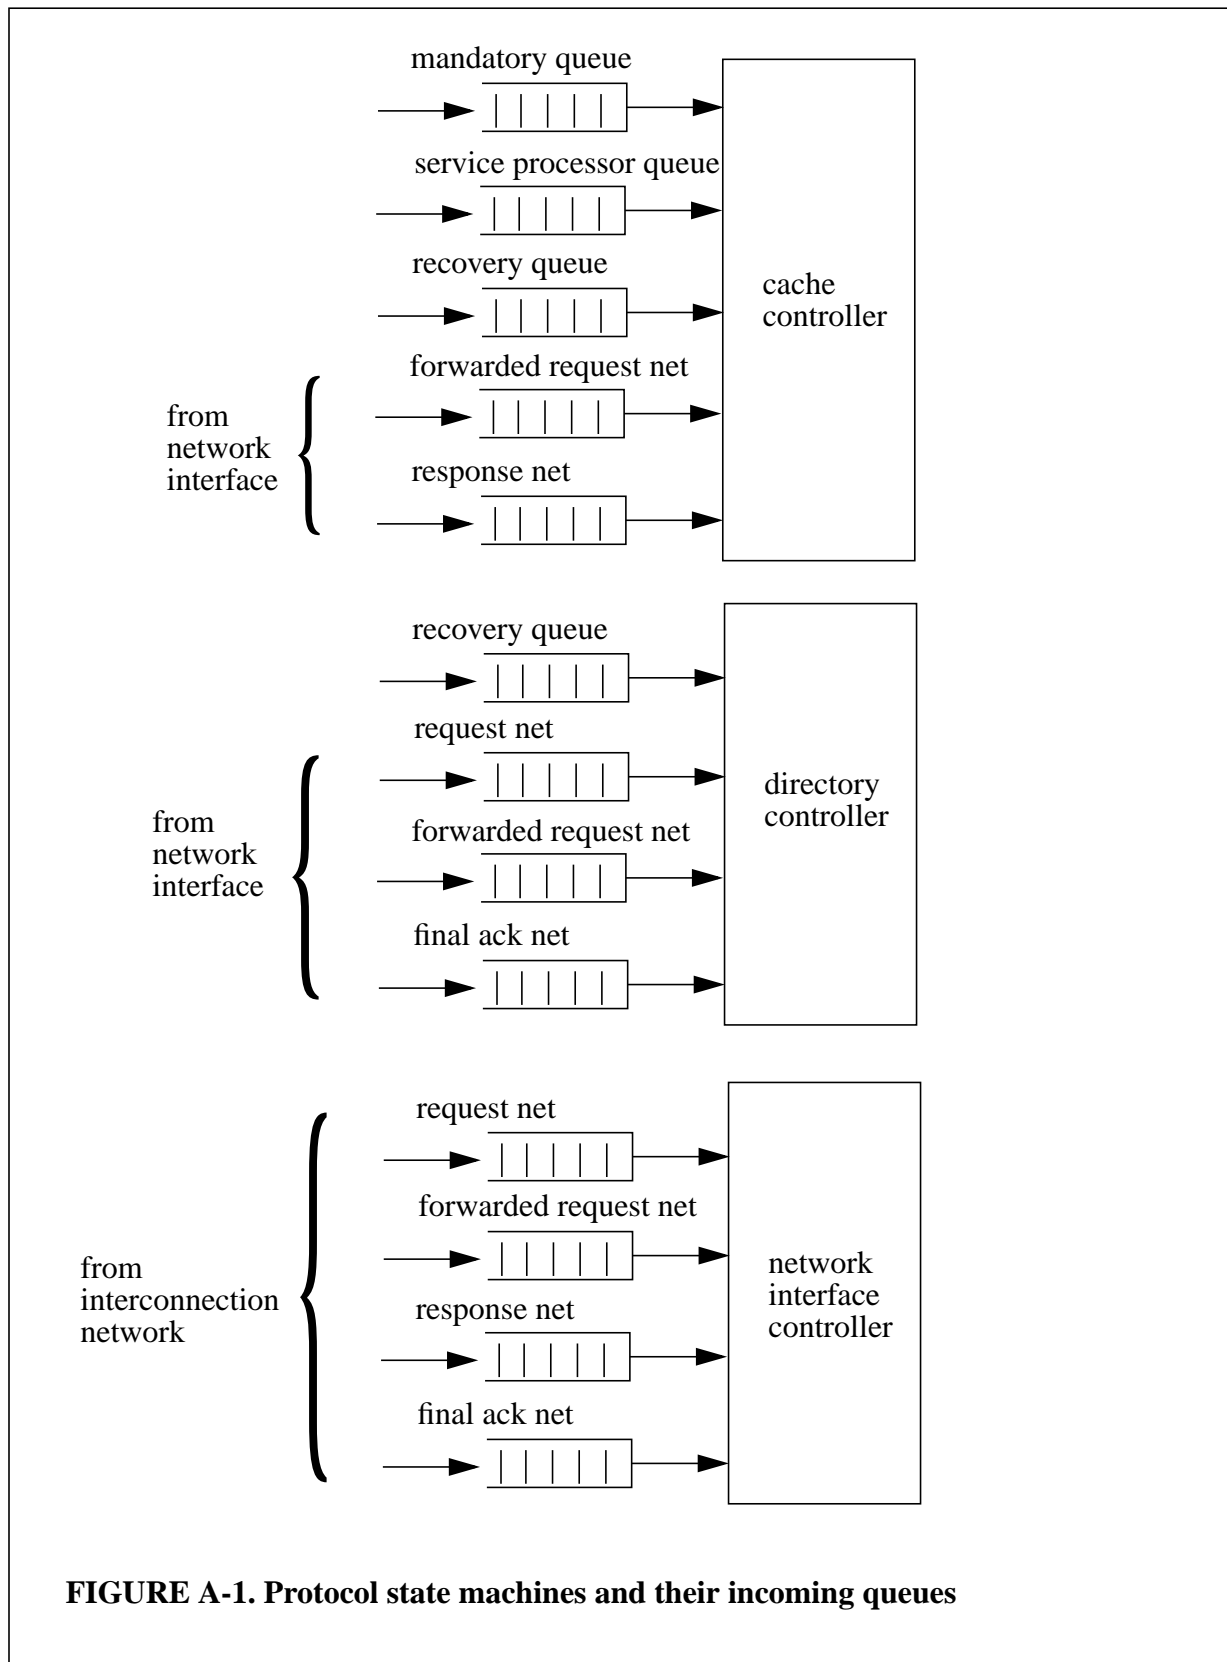 mandatory queue
service processor queue
recovery queue
forwarded request net
response net
from
network
interface
cache
controller
recovery queue
request net
forwarded request net
final ack net
from
network
interface
directory
controller
request net
forwarded request net
response net
final ack net
from
interconnection
network
network
interface
controller
FIGURE A-1. Protocol state machines and their incoming queues